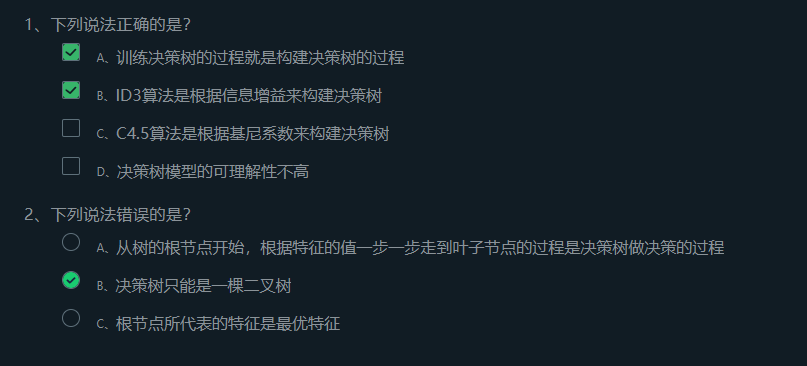 1、下列说法正确的是？
A、训练决策树的过程就是构建决策树的过程
B、ID3算法是根据信息增益来构建决策树
C、C4.5算法是根据基尼系数来构建决策树
D、决策树模型的可理解性不高
2、下列说法错误的是？
A、从树的根节点开始，根据特征的值一步一步走到叶子节点的过程是决策树做决策的过程
B、决策树只能是一棵二叉树
C、根节点所代表的特征是最优特征